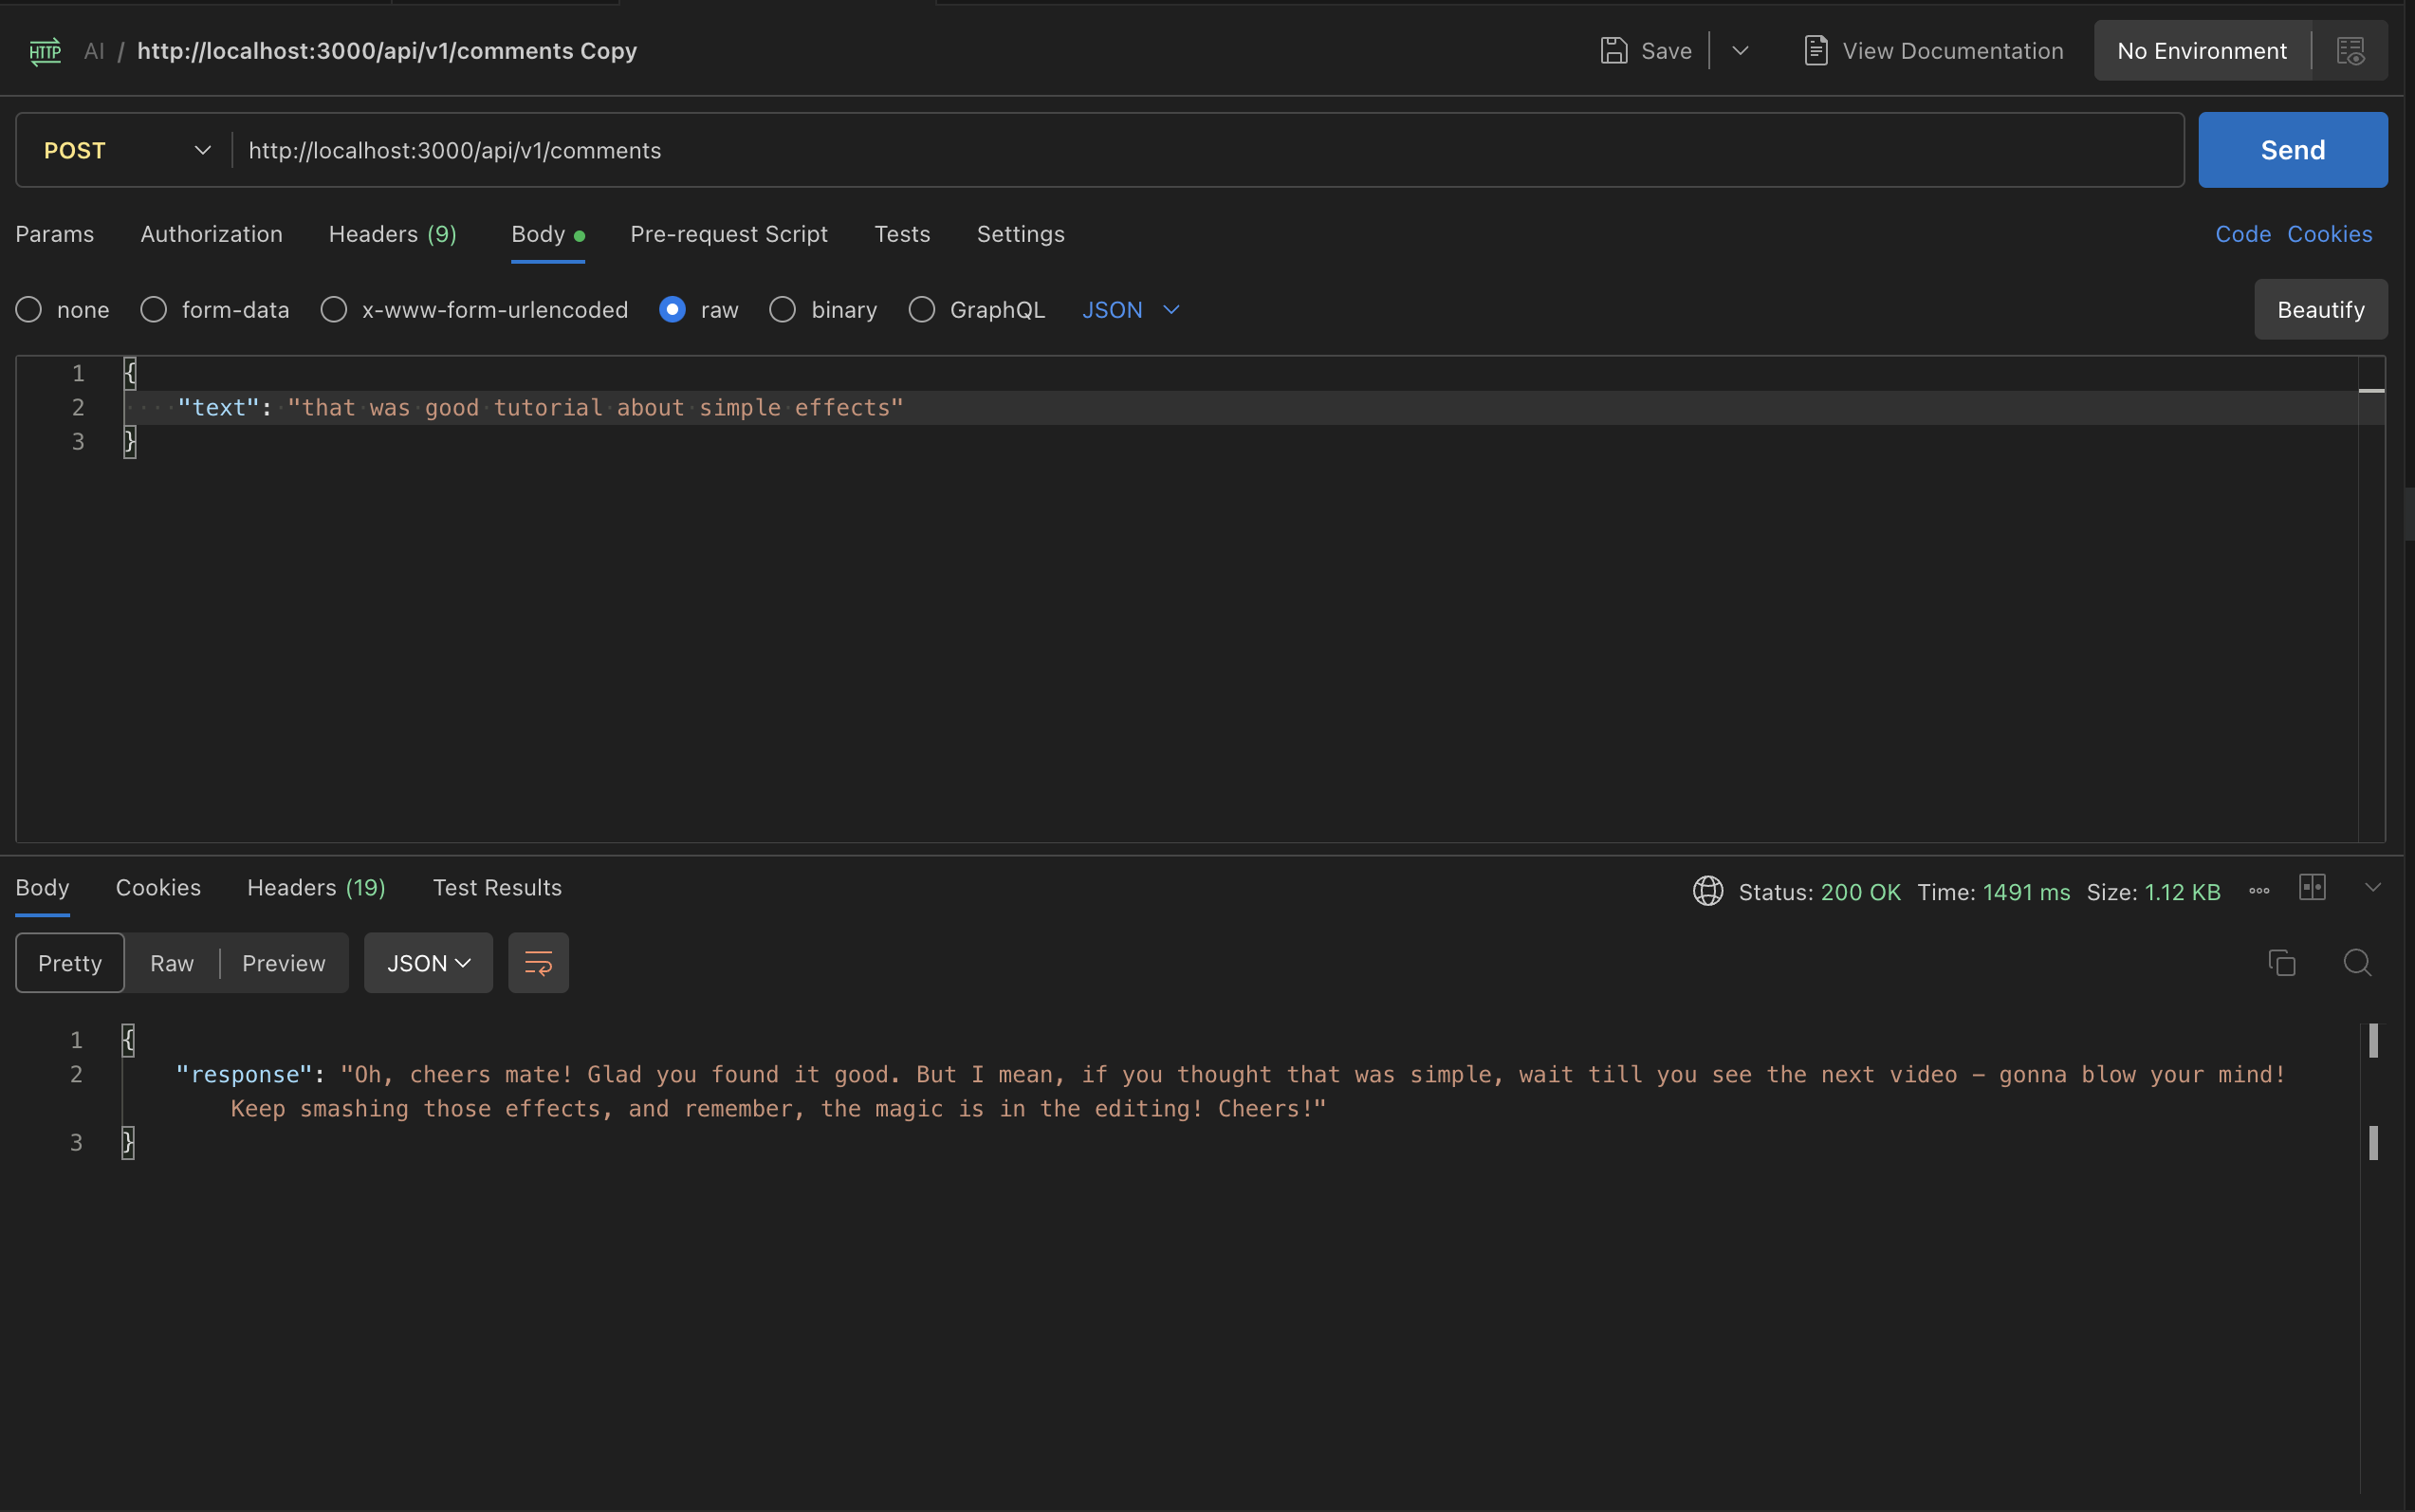 HTTP AI / http://localhost:3000/api/v1/comments Copy Save View Documentation No Environment
POST http://localhost:3000/api/v1/comments Send
Params Authorization Headers (9) Body Pre-request Script Tests Settings Code Cookies
none form-data x-www-form-urlencoded raw binary GraphQL JSON Beautify
1 {
2 "text": "that was good tutorial about simple effects"
3 }
Body Cookies Headers (19) Test Results Status: 200 OK Time: 1491 ms Size: 1.12 KB
Pretty Raw Preview JSON
1 {
2 "response": "Oh, cheers mate! Glad you found it good. But I mean, if you thought that was simple, wait till you see the next video – gonna blow your mind!
Keep smashing those effects, and remember, the magic is in the editing! Cheers!"
3 }